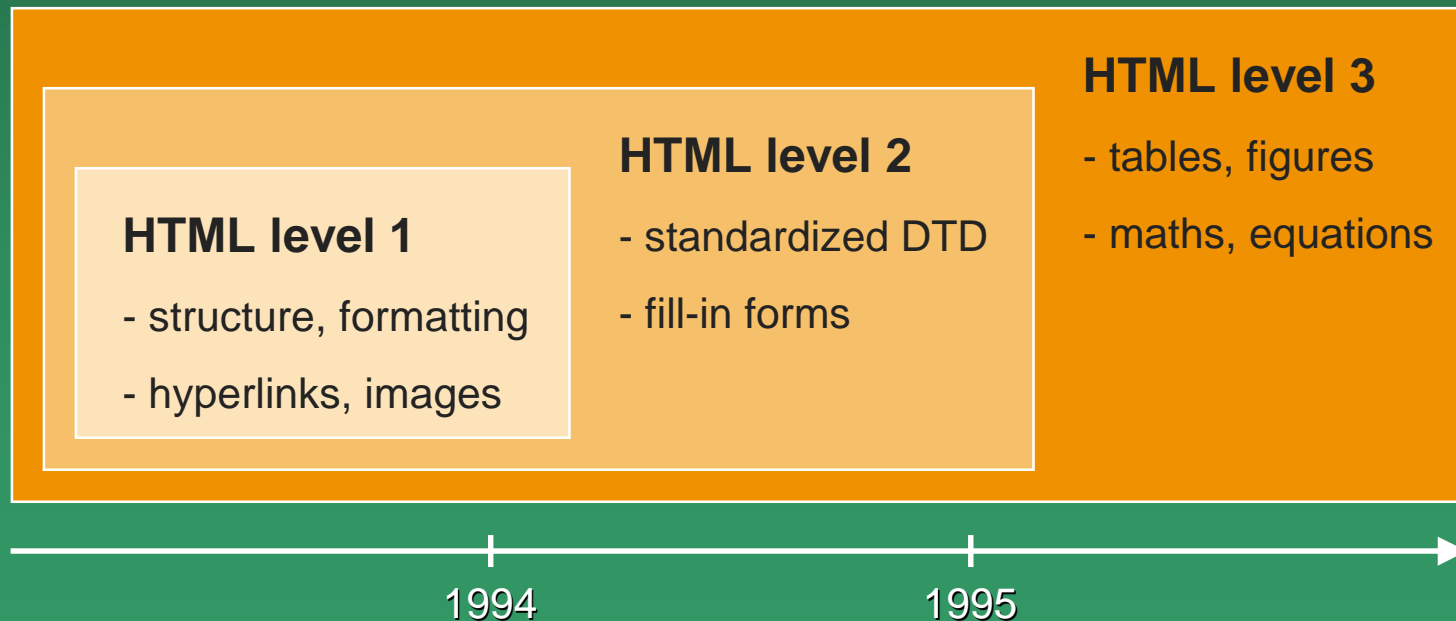 HTML level 1
- structure, formatting
- hyperlinks, images
HTML level 2
- standardized DTD
- fill-in forms
HTML level 3
- tables, figures
- maths, equations
1994
1995